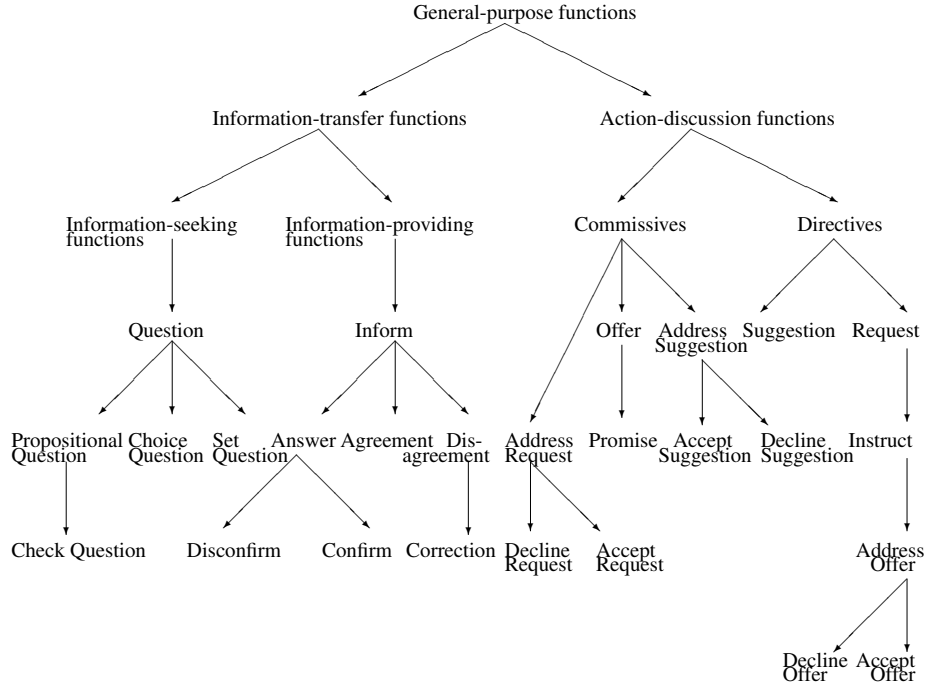 General-purpose functions
Information-transfer functions
Action-discussion functions
Information-seeking
functions
Information-providing
functions
Commissives
Directives
Question
Inform
Offer
Address
Suggestion
Suggestion
Request
Propositional
Question
Choice
Question
Set
Question
Answer
Agreement
Dis-
agreement
Address
Request
Promise
Accept
Suggestion
Decline
Suggestion
Instruct
Check Question
Disconfirm
Confirm
Correction
Decline
Request
Accept
Request
Address
Offer
Decline
Offer
Accept
Offer